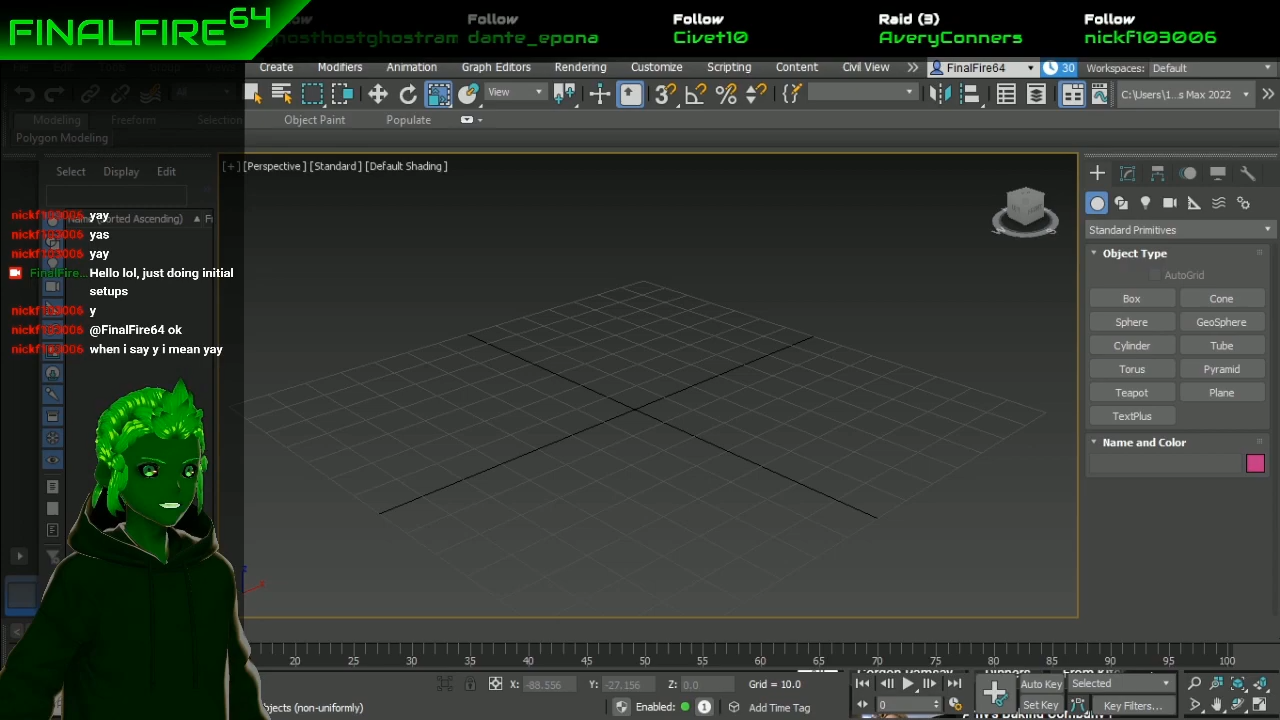 FINALFIRE64
Follow
dante_epona
Follow
Civet10
Raid (3)
AveryConners
Follow
nickf103006
Create Modifiers Animation Graph Editors Rendering Customize Scripting Content Civil View
FinalFire64
30
Workspaces: Default
All
View
C:\Users\1...s Max 2022
Modeling Freeform Selection Object Paint Populate
Polygon Modeling
Select Display Edit
[+] [Perspective ] [Standard ] [Default Shading ]
nickf103006 yay
nickf103006 yas
nickf103006 yay
FinalFire... Hello lol, just doing initial
setups
nickf103006 y
nickf103006 @FinalFire64 ok
nickf103006 when i say y i mean yay
Standard Primitives
Object Type
AutoGrid
Box Cone
Sphere GeoSphere
Cylinder Tube
Torus Pyramid
Teapot Plane
TextPlus
Name and Color
20 25 30 35 40 45 50 55 60 65 70 75 80 85 90 95 100
X: -88.556 Y: -27.156 Z: 0.0 Grid = 10.0
Auto Key Selected
bjects (non-uniformly)
Enabled: 1 Add Time Tag
0
Set Key Key Filters...